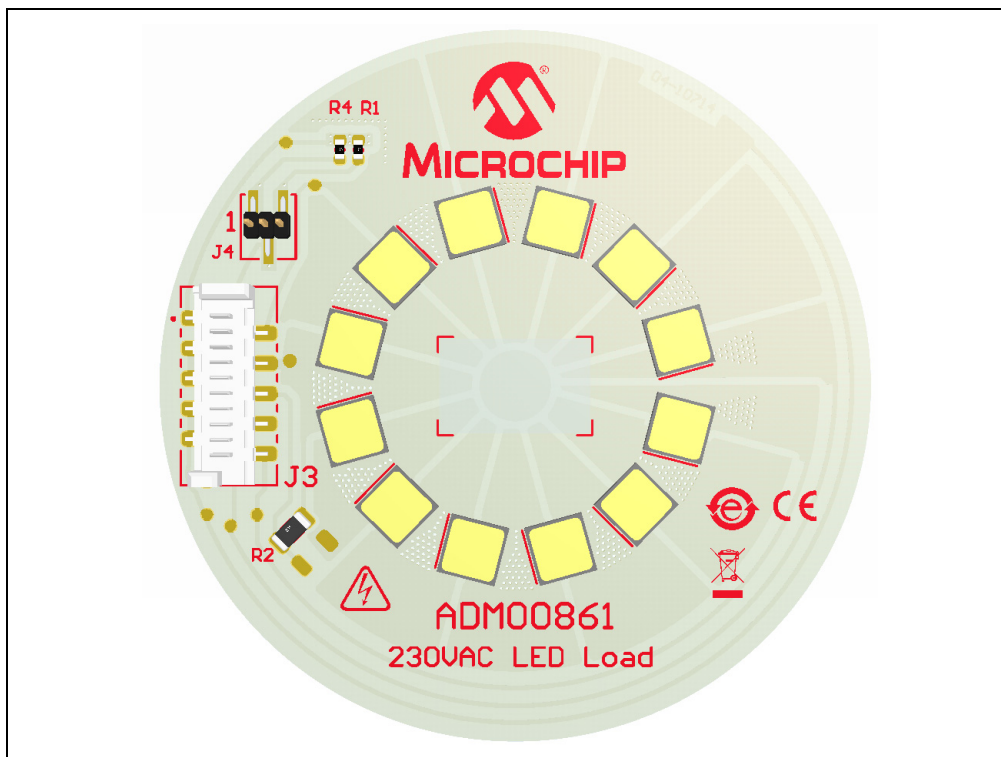 R4 R1
MICROCHIP
®
1
J4
J3
R2
e CE
ADM00861
230VAC LED Load